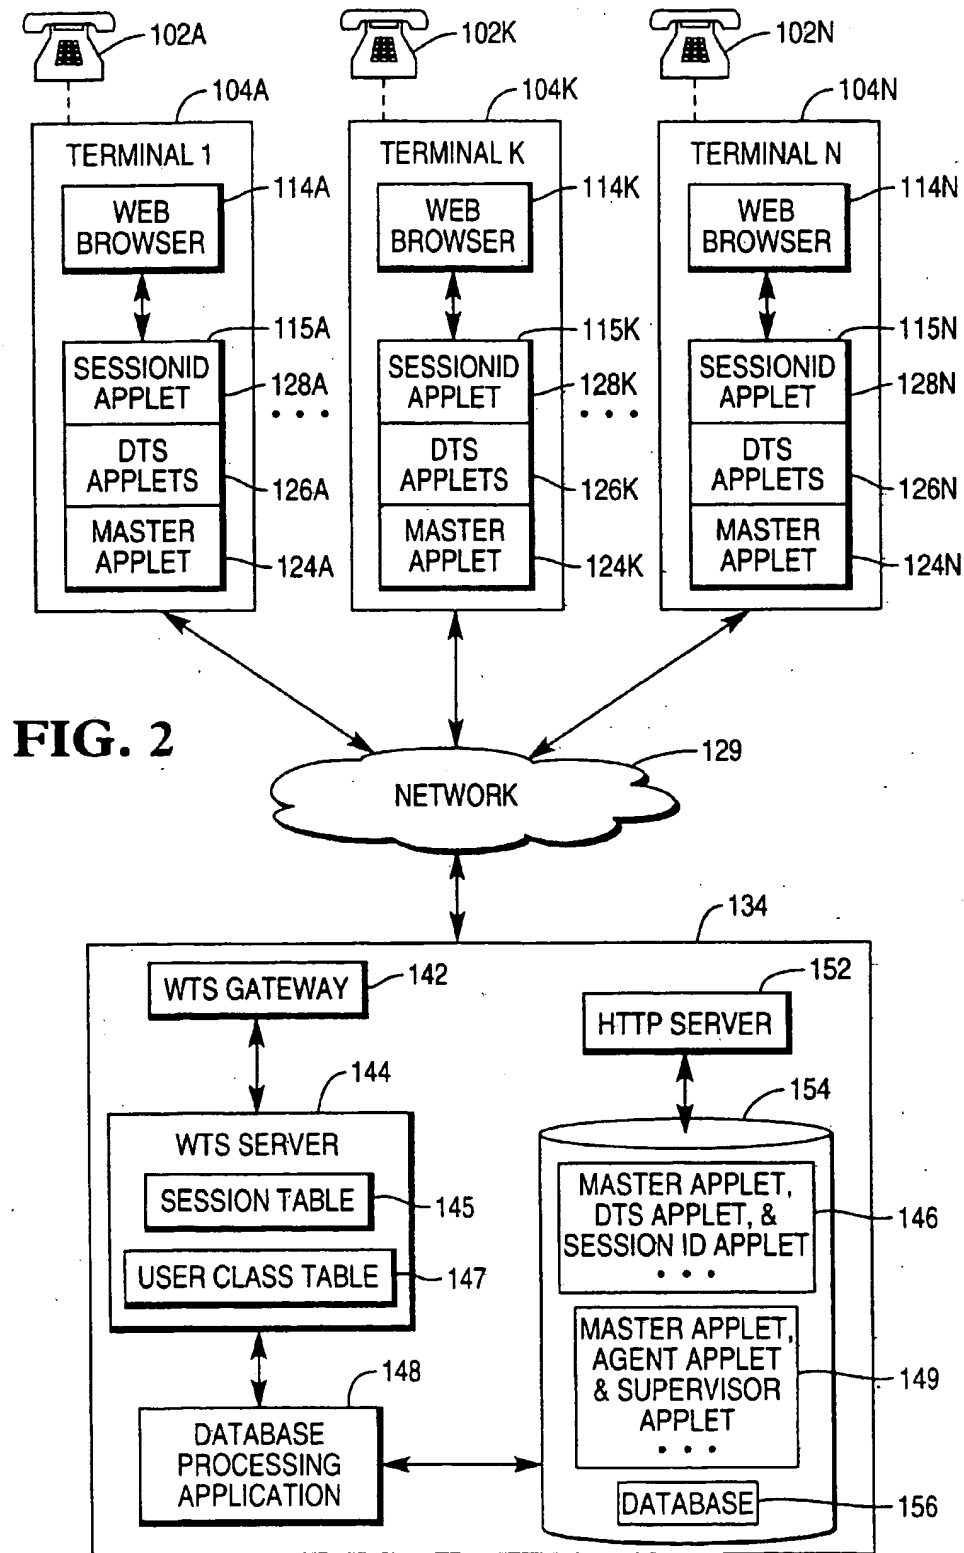 102A
102K
102N
104A
104K
104N
TERMINAL 1
TERMINAL K
TERMINAL N
114A
114K
114N
WEB
BROWSER
WEB
BROWSER
WEB
BROWSER
115A
115K
115N
SESSIONID
APPLET
SESSIONID
APPLET
SESSIONID
APPLET
128A
128K
128N
• • •
• • •
DTS
APPLETS
DTS
APPLETS
DTS
APPLETS
126A
126K
126N
MASTER
APPLET
MASTER
APPLET
MASTER
APPLET
124A
124K
124N
FIG. 2
129
NETWORK
134
WTS GATEWAY
142
152
HTTP SERVER
144
154
WTS SERVER
SESSION TABLE
145
USER CLASS TABLE
147
MASTER APPLET,
DTS APPLET, &
SESSION ID APPLET
• • •
146
MASTER APPLET,
AGENT APPLET
& SUPERVISOR
APPLET
• • •
149
148
DATABASE
PROCESSING
APPLICATION
DATABASE
156